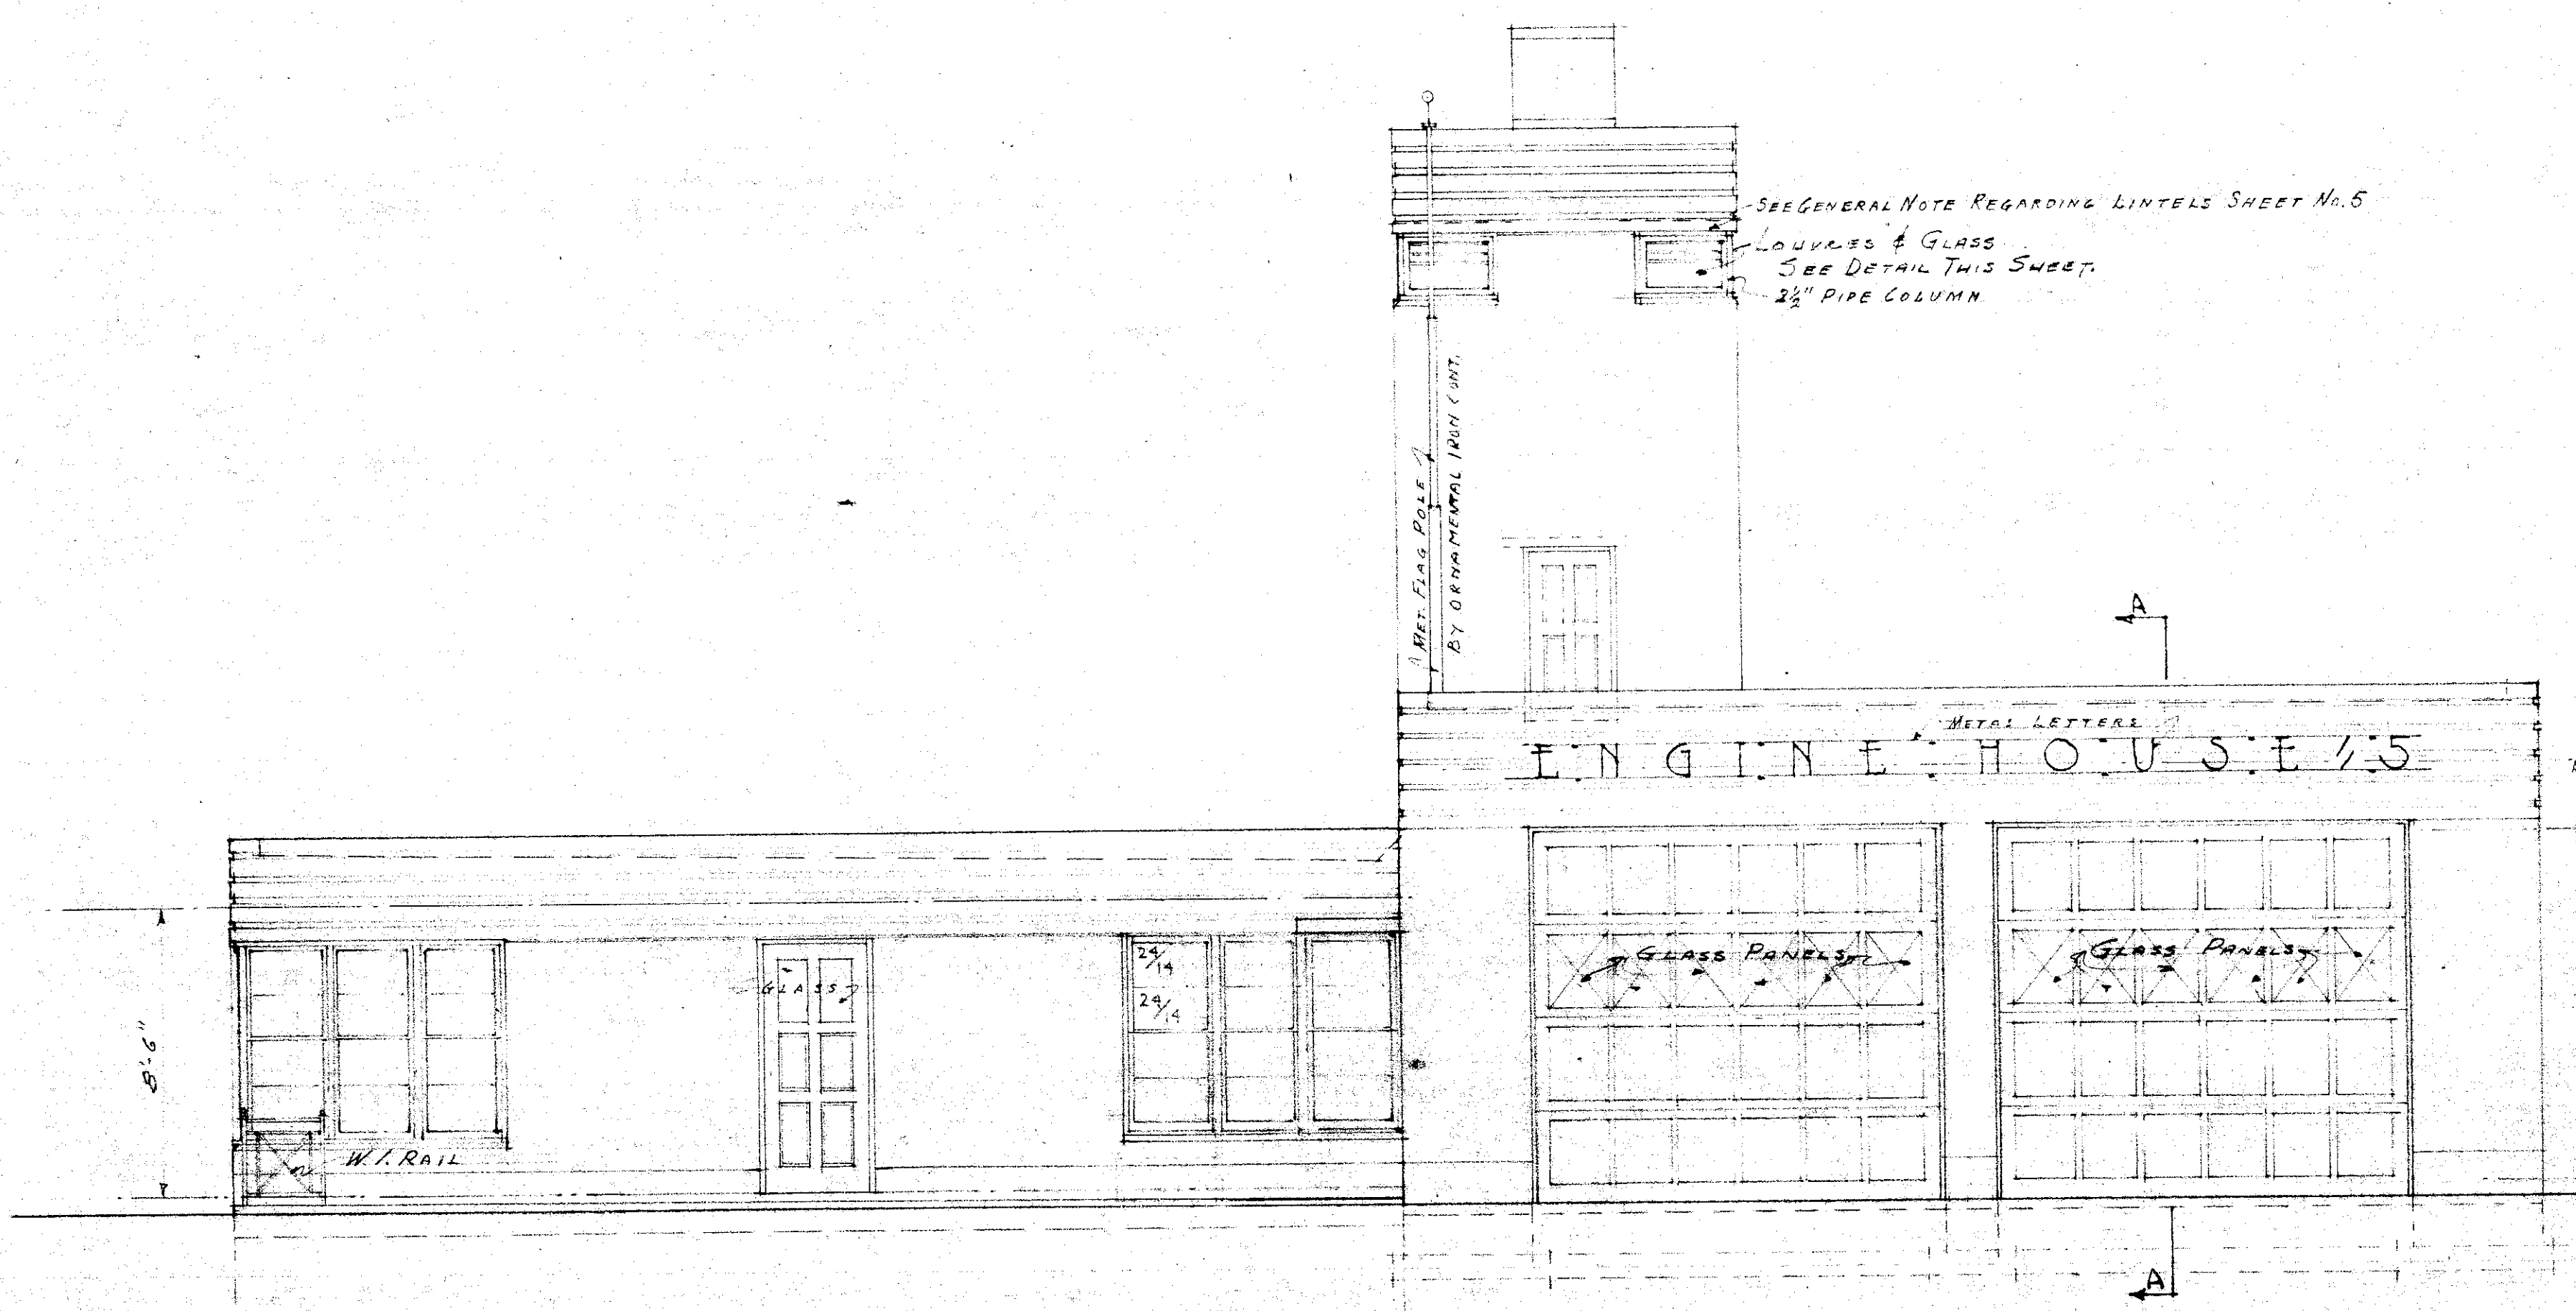 SEE GENERAL NOTE REGARDING LINTELS SHEET No. 5
LOUVRES & GLASS
SEE DETAIL THIS SHEET.
2½" PIPE COLUMN
MET. FLAG POLE
BY ORNAMENTAL IRON CONT.
A
METAL LETTERS
ENGINE HOUSE 15
GLASS PANELS
GLASS PANELS
GLASS
24/14
24/14
8'-6"
W.I. RAIL
A